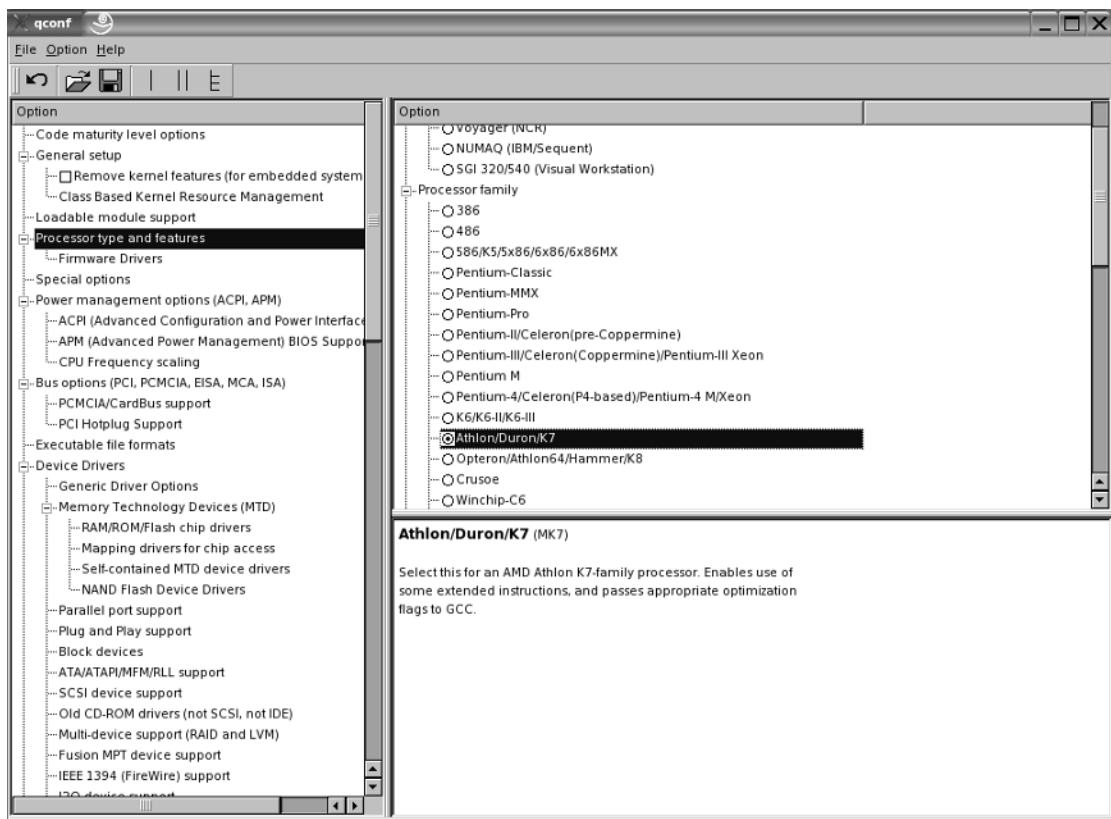 qconf
File Option Help
Option
Code maturity level options
General setup
Remove kernel features (for embedded system
Class Based Kernel Resource Management
Loadable module support
Processor type and features
Firmware Drivers
Special options
Power management options (ACPI, APM)
ACPI (Advanced Configuration and Power Interface
APM (Advanced Power Management) BIOS Suppo
CPU Frequency scaling
Bus options (PCI, PCMCIA, EISA, MCA, ISA)
PCMCIA/CardBus support
PCI Hotplug Support
Executable file formats
Device Drivers
Generic Driver Options
Memory Technology Devices (MTD)
RAM/ROM/Flash chip drivers
Mapping drivers for chip access
Self-contained MTD device drivers
NAND Flash Device Drivers
Parallel port support
Plug and Play support
Block devices
ATA/ATAPI/MFM/RLL support
SCSI device support
Old CD-ROM drivers (not SCSI, not IDE)
Multi-device support (RAID and LVM)
Fusion MPT device support
IEEE 1394 (FireWire) support
I2O device support
Option
Voyager (NCR)
NUMAQ (IBM/Sequent)
SGI 320/540 (Visual Workstation)
Processor family
386
486
586/K5/5x86/6x86/6x86MX
Pentium-Classic
Pentium-MMX
Pentium-Pro
Pentium-II/Celeron(pre-Coppermine)
Pentium-III/Celeron(Coppermine)/Pentium-III Xeon
Pentium M
Pentium-4/Celeron(P4-based)/Pentium-4 M/Xeon
K6/K6-II/K6-III
Athlon/Duron/K7
Opteron/Athlon64/Hammer/K8
Crusoe
Winchip-C6
Athlon/Duron/K7 (MK7)
Select this for an AMD Athlon K7-family processor. Enables use of
some extended instructions, and passes appropriate optimization
flags to GCC.